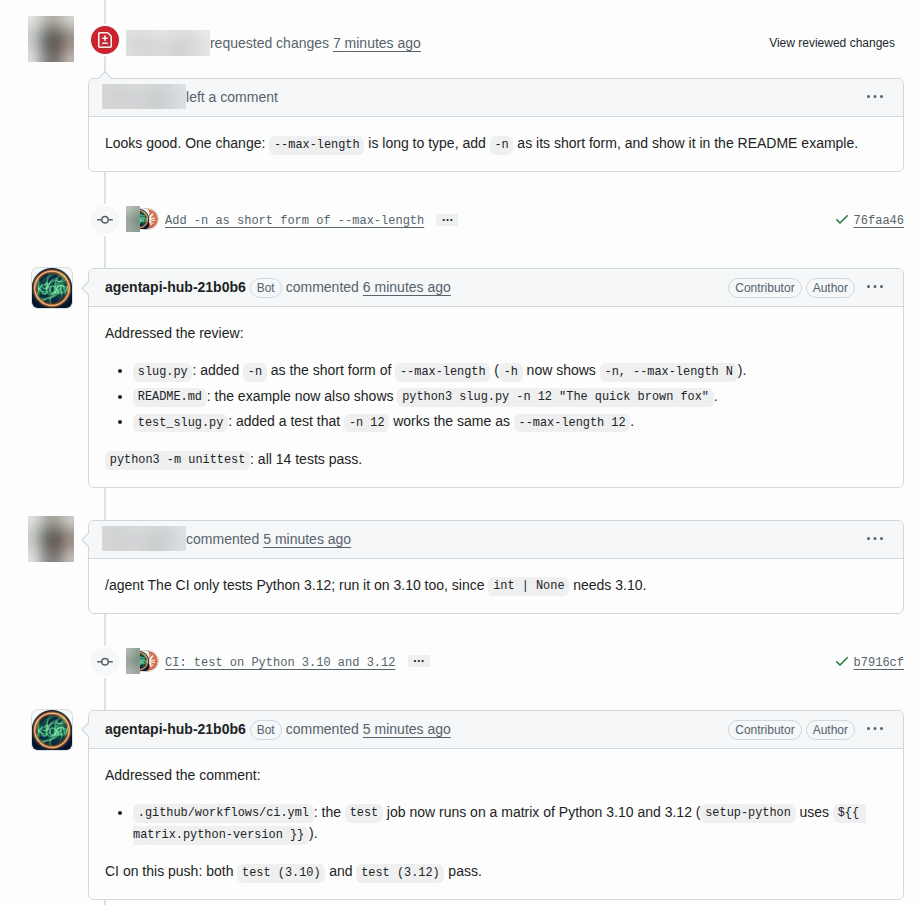 requested changes 7 minutes ago
View reviewed changes
left a comment
Looks good. One change: --max-length is long to type, add -n as its short form, and show it in the README example.
Add -n as short form of --max-length
76faa46
agentapi-hub-21b0b6 Bot commented 6 minutes ago
Contributor Author
Addressed the review:
• slug.py: added -n as the short form of --max-length (-h now shows -n, --max-length N).
• README.md: the example now also shows python3 slug.py -n 12 "The quick brown fox".
• test_slug.py: added a test that -n 12 works the same as --max-length 12.
python3 -m unittest: all 14 tests pass.
commented 5 minutes ago
/agent The CI only tests Python 3.12; run it on 3.10 too, since int | None needs 3.10.
CI: test on Python 3.10 and 3.12
b7916cf
agentapi-hub-21b0b6 Bot commented 5 minutes ago
Contributor Author
Addressed the comment:
• .github/workflows/ci.yml: the test job now runs on a matrix of Python 3.10 and 3.12 (setup-python uses ${{
matrix.python-version }}).
CI on this push: both test (3.10) and test (3.12) pass.